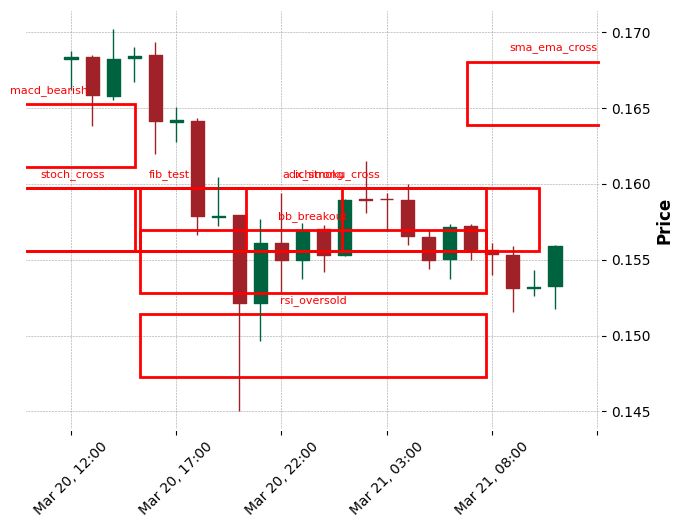 0.170
sma_ema_cross
macd_bearish
0.165
stoch_cross
fib_test
adx_strong
ichimoku_cross
0.160
bb_breakout
Price
0.155
rsi_oversold
0.150
0.145
Mar 20, 12:00
Mar 20, 17:00
Mar 20, 22:00
Mar 21, 03:00
Mar 21, 08:00